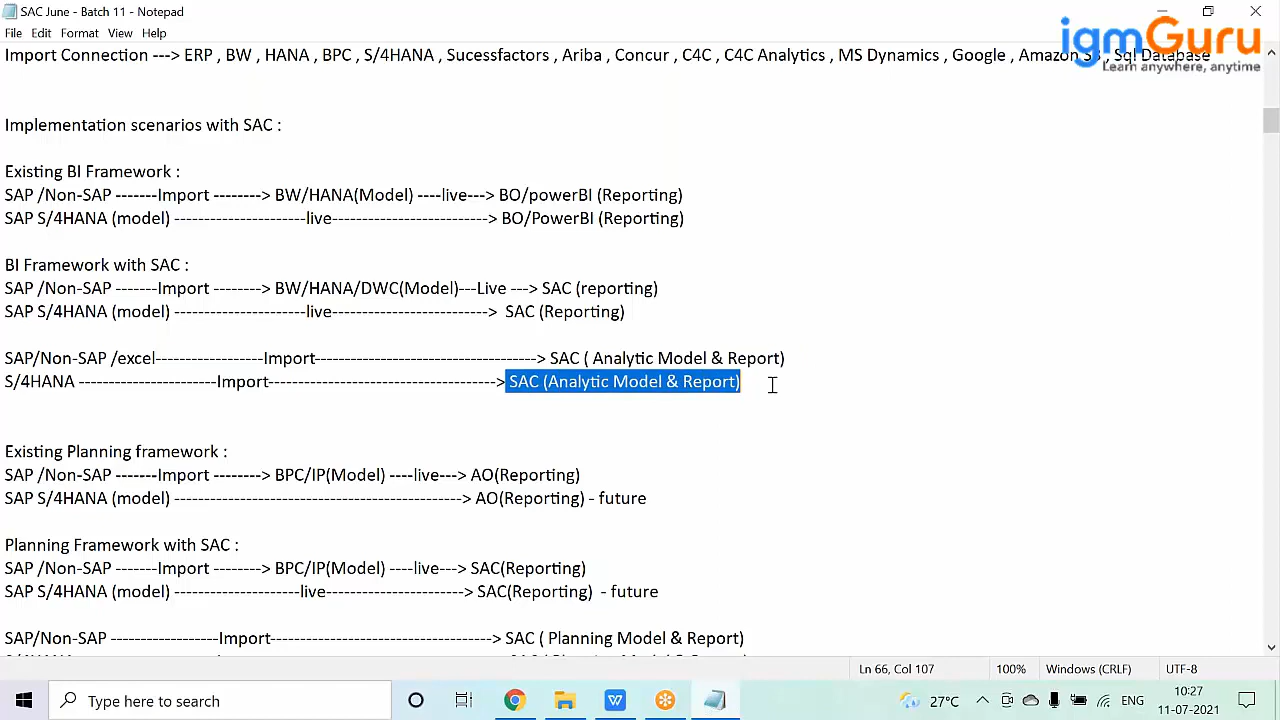 SAC June - Batch 11 - Notepad
File Edit Format View Help
igmGuru
Learn anywhere, anytime
Import Connection ---> ERP , BW , HANA , BPC , S/4HANA , Sucessfactors , Ariba , Concur , C4C , C4C Analytics , MS Dynamics , Google , Amazon S3 , Sql Database
Implementation scenarios with SAC :
Existing BI Framework :
SAP /Non-SAP -------Import --------> BW/HANA(Model) ----live---> BO/powerBI (Reporting)
SAP S/4HANA (model) ----------------------live--------------------------> BO/PowerBI (Reporting)
BI Framework with SAC :
SAP /Non-SAP -------Import --------> BW/HANA/DWC(Model)---Live ---> SAC (reporting)
SAP S/4HANA (model) ----------------------live--------------------------> SAC (Reporting)
SAP/Non-SAP /excel------------------Import-------------------------------------> SAC ( Analytic Model & Report)
S/4HANA -----------------------Import--------------------------------------> SAC (Analytic Model & Report)
Existing Planning framework :
SAP /Non-SAP -------Import --------> BPC/IP(Model) ----live---> AO(Reporting)
SAP S/4HANA (model) ------------------------------------------------> AO(Reporting) - future
Planning Framework with SAC :
SAP /Non-SAP -------Import --------> BPC/IP(Model) ----live---> SAC(Reporting)
SAP S/4HANA (model) ---------------------live-----------------------> SAC(Reporting) - future
SAP/Non-SAP ------------------Import-------------------------------------> SAC ( Planning Model & Report)
Ln 66, Col 107 100% Windows (CRLF) UTF-8
Type here to search
27°C ENG
10:27
11-07-2021